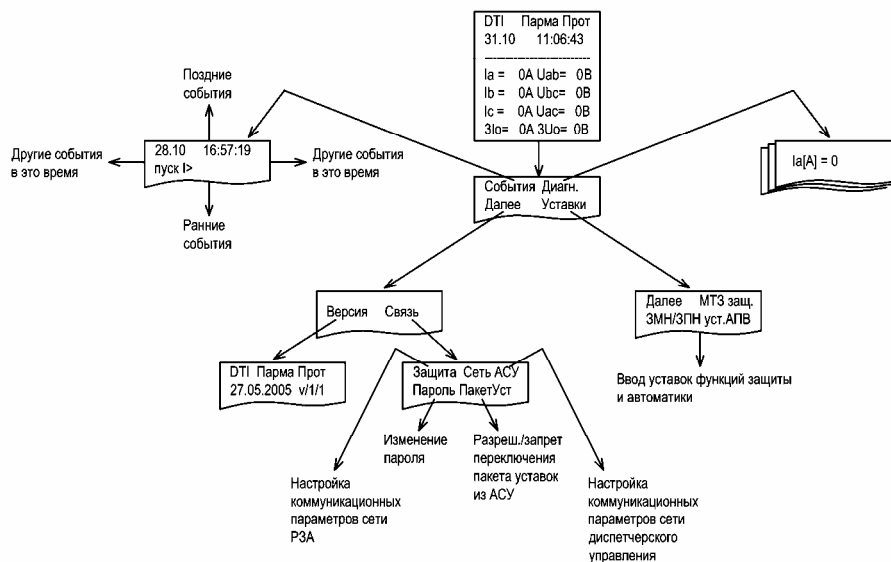 DTI Парма Прот
31.10 11:06:43
Ia = 0A Uab= 0B
Ib = 0A Ubc= 0B
Ic = 0A Uac= 0B
3Io= 0A 3Uo= 0B
Поздние
события
28.10 16:57:19
пуск I>
Другие события
в это время
Другие события
в это время
Ранние
события
Ia[A] = 0
События Диагн.
Далее Уставки
Версия Связь
Далее МТЗ защ.
ЗМН/ЗПН уст.АПВ
DTI Парма Прот
27.05.2005 v/1/1
Защита Сеть АСУ
Пароль ПакетУст
Ввод уставок функций защиты
и автоматики
Изменение
пароля
Разреш./запрет
переключения
пакета уставок
из АСУ
Настройка
коммуникационных
параметров сети
РЗА
Настройка
коммуникационных
параметров сети
диспетчерского
управления